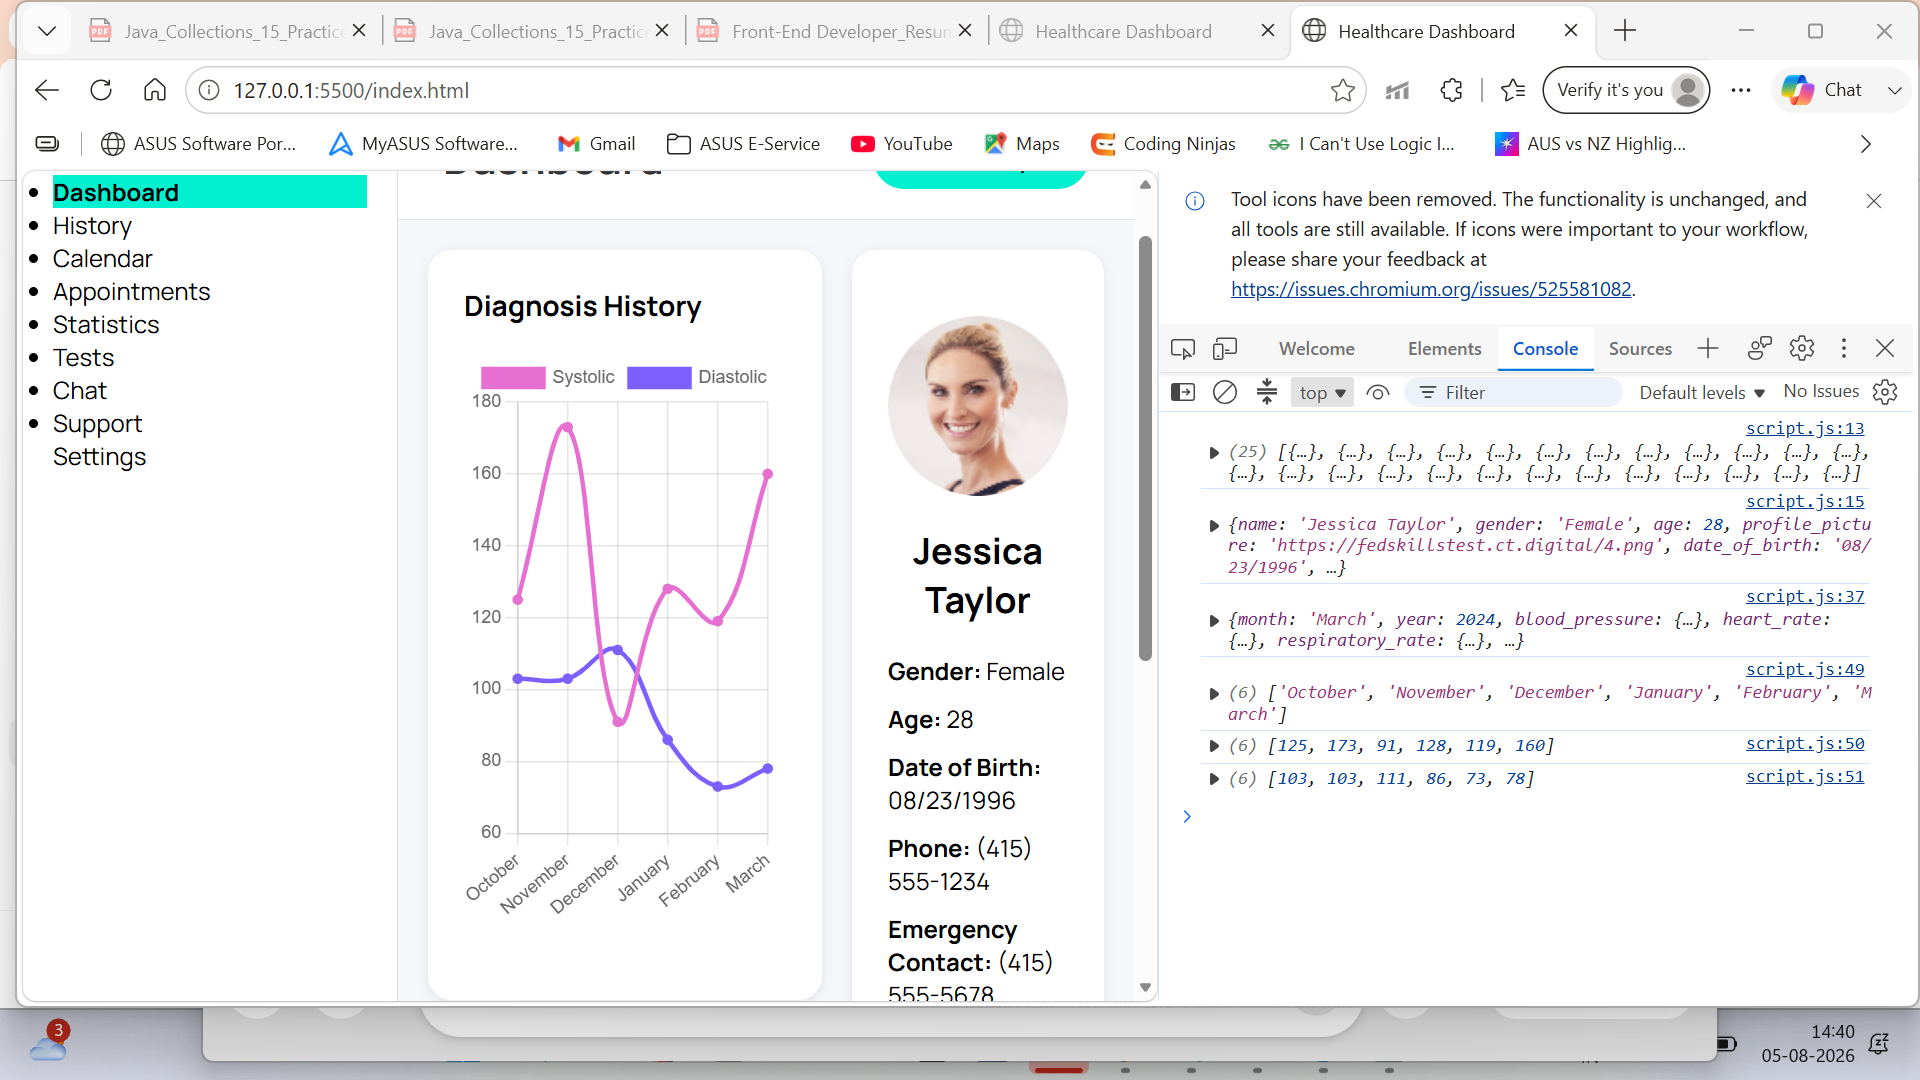 Java_Collections_15_Practice
Java_Collections_15_Practice
Front-End Developer_Resun
Healthcare Dashboard
Healthcare Dashboard
127.0.0.1:5500/index.html
Verify it's you
Chat
ASUS Software Por...
MyASUS Software...
Gmail
ASUS E-Service
YouTube
Maps
Coding Ninjas
I Can't Use Logic I...
AUS vs NZ Highlig...
Dashboard
History
Calendar
Appointments
Statistics
Tests
Chat
Support
Settings
Dashboard
Diagnosis History
Systolic
Diastolic
180
160
140
120
100
80
60
October
November
December
January
February
March
Jessica
Taylor
Gender: Female
Age: 28
Date of Birth:
08/23/1996
Phone: (415)
555-1234
Emergency
Contact: (415)
555-5678
Tool icons have been removed. The functionality is unchanged, and
all tools are still available. If icons were important to your workflow,
please share your feedback at
https://issues.chromium.org/issues/525581082.
Welcome
Elements
Console
Sources
top
Filter
Default levels
No Issues
script.js:13
(25) [{…}, {…}, {…}, {…}, {…}, {…}, {…}, {…}, {…}, {…}, {…}, {…},
{…}, {…}, {…}, {…}, {…}, {…}, {…}, {…}, {…}, {…}, {…}, {…}, {…}]
script.js:15
{name: 'Jessica Taylor', gender: 'Female', age: 28, profile_pictu
re: 'https://fedskillstest.ct.digital/4.png', date_of_birth: '08/
23/1996', …}
script.js:37
{month: 'March', year: 2024, blood_pressure: {…}, heart_rate:
{…}, respiratory_rate: {…}, …}
script.js:49
(6) ['October', 'November', 'December', 'January', 'February', 'M
arch']
(6) [125, 173, 91, 128, 119, 160]
script.js:50
(6) [103, 103, 111, 86, 73, 78]
script.js:51
3
14:40
05-08-2026